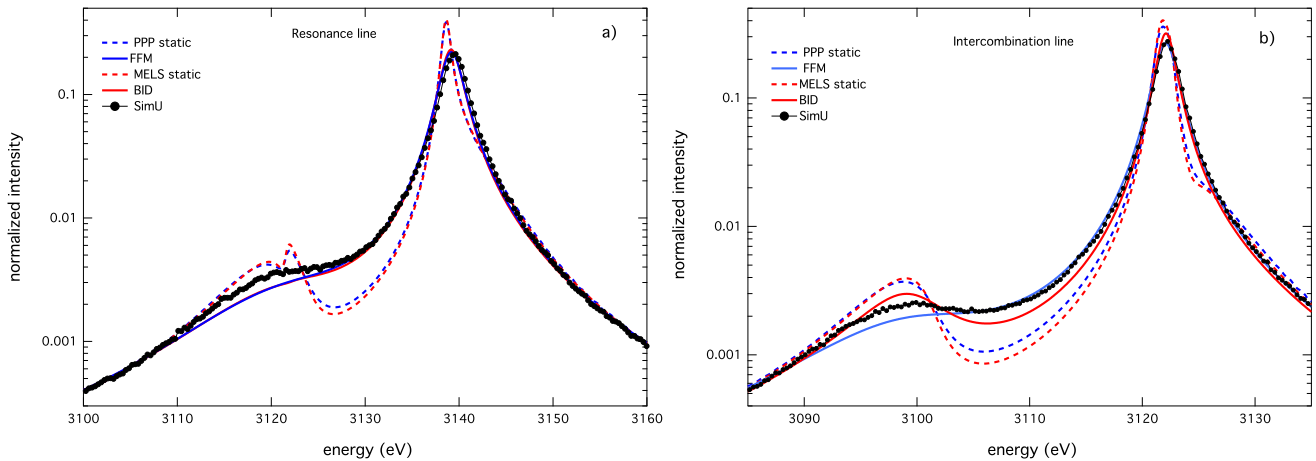 Resonance line
a)
PPP static
FFM
MELS static
BID
SimU
0.1
0.01
0.001
normalized intensity
3100
3110
3120
3130
3140
3150
3160
energy (eV)
Intercombination line
b)
PPP static
FFM
MELS static
BID
SimU
0.1
0.01
0.001
normalized intensity
3090
3100
3110
3120
3130
energy (eV)